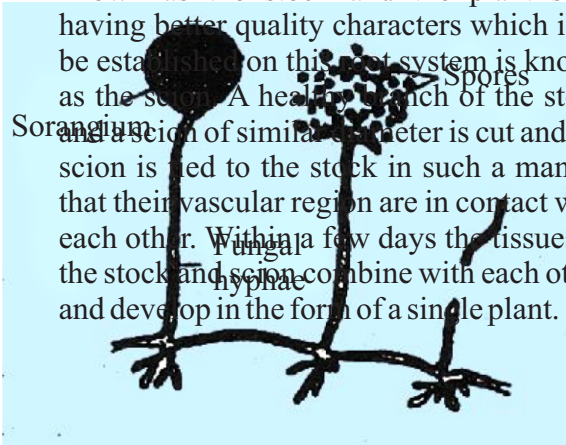 having better quality characters which i
be established on this root system is kno
Spores
as the scion. A healthy branch of the st
Sorangium
and a scion of similar diameter is cut and
scion is tied to the stock in such a man
that their vascular region are in contact w
each other. Within a few days the tissue
Fungal
the stock and scion combine with each ot
hyphae
and develop in the form of a single plant.